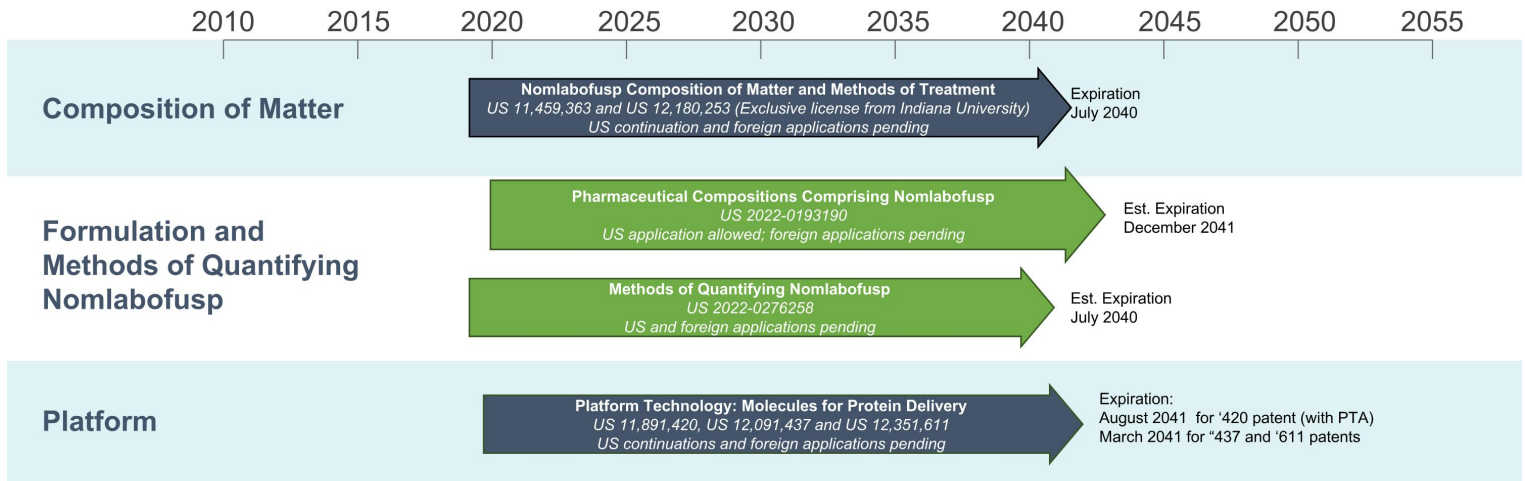 2010 2015 2020 2025 2030 2035 2040 2045 2050 2055
Composition of Matter
Nomlabofusp Composition of Matter and Methods of Treatment
US 11,459,363 and US 12,180,253 (Exclusive license from Indiana University)
US continuation and foreign applications pending
Expiration
July 2040
Formulation and
Methods of Quantifying
Nomlabofusp
Pharmaceutical Compositions Comprising Nomlabofusp
US 2022-0193190
US application allowed; foreign applications pending
Est. Expiration
December 2041
Methods of Quantifying Nomlabofusp
US 2022-0276258
US and foreign applications pending
Est. Expiration
July 2040
Platform
Platform Technology: Molecules for Protein Delivery
US 11,891,420, US 12,091,437 and US 12,351,611
US continuations and foreign applications pending
Expiration:
August 2041  for ‘420 patent (with PTA)
March 2041 for “437 and ‘611 patents